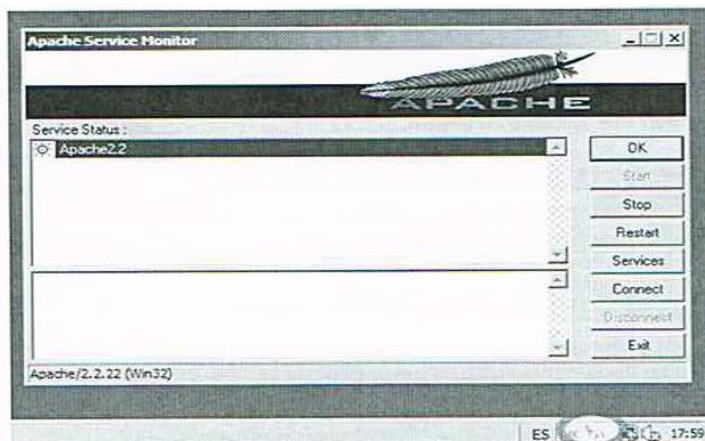 Apache Service Monitor
APACHE
Service Status :
Apache2.2
OK
Start
Stop
Restart
Services
Connect
Disconnect
Exit
Apache/2.2.22 (Win32)
ES
17:59